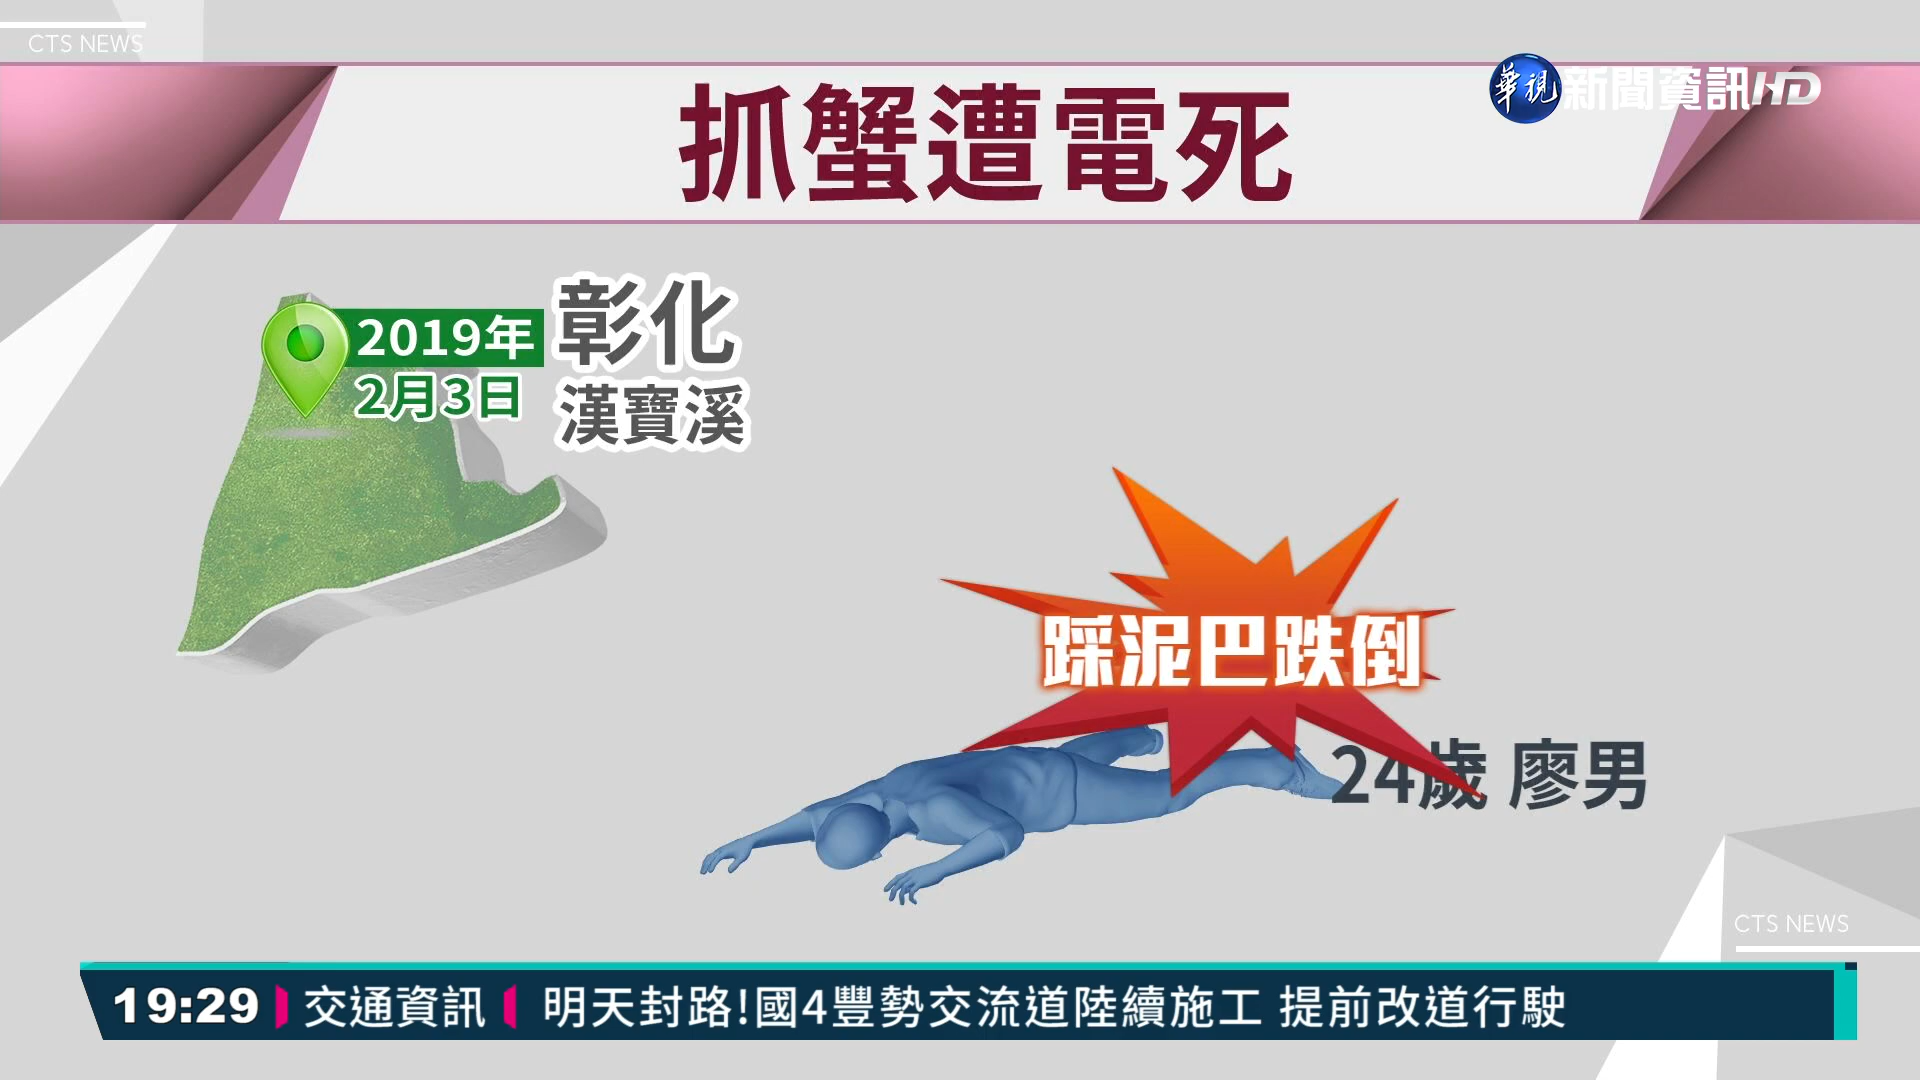 CTS NEWS
華視 新聞資訊HD
抓蟹遭電死
2019年
2月3日
彰化
漢寶溪
踩泥巴跌倒
24歲 廖男
CTS NEWS
19:29 交通資訊 明天封路!國4豐勢交流道陸續施工 提前改道行駛